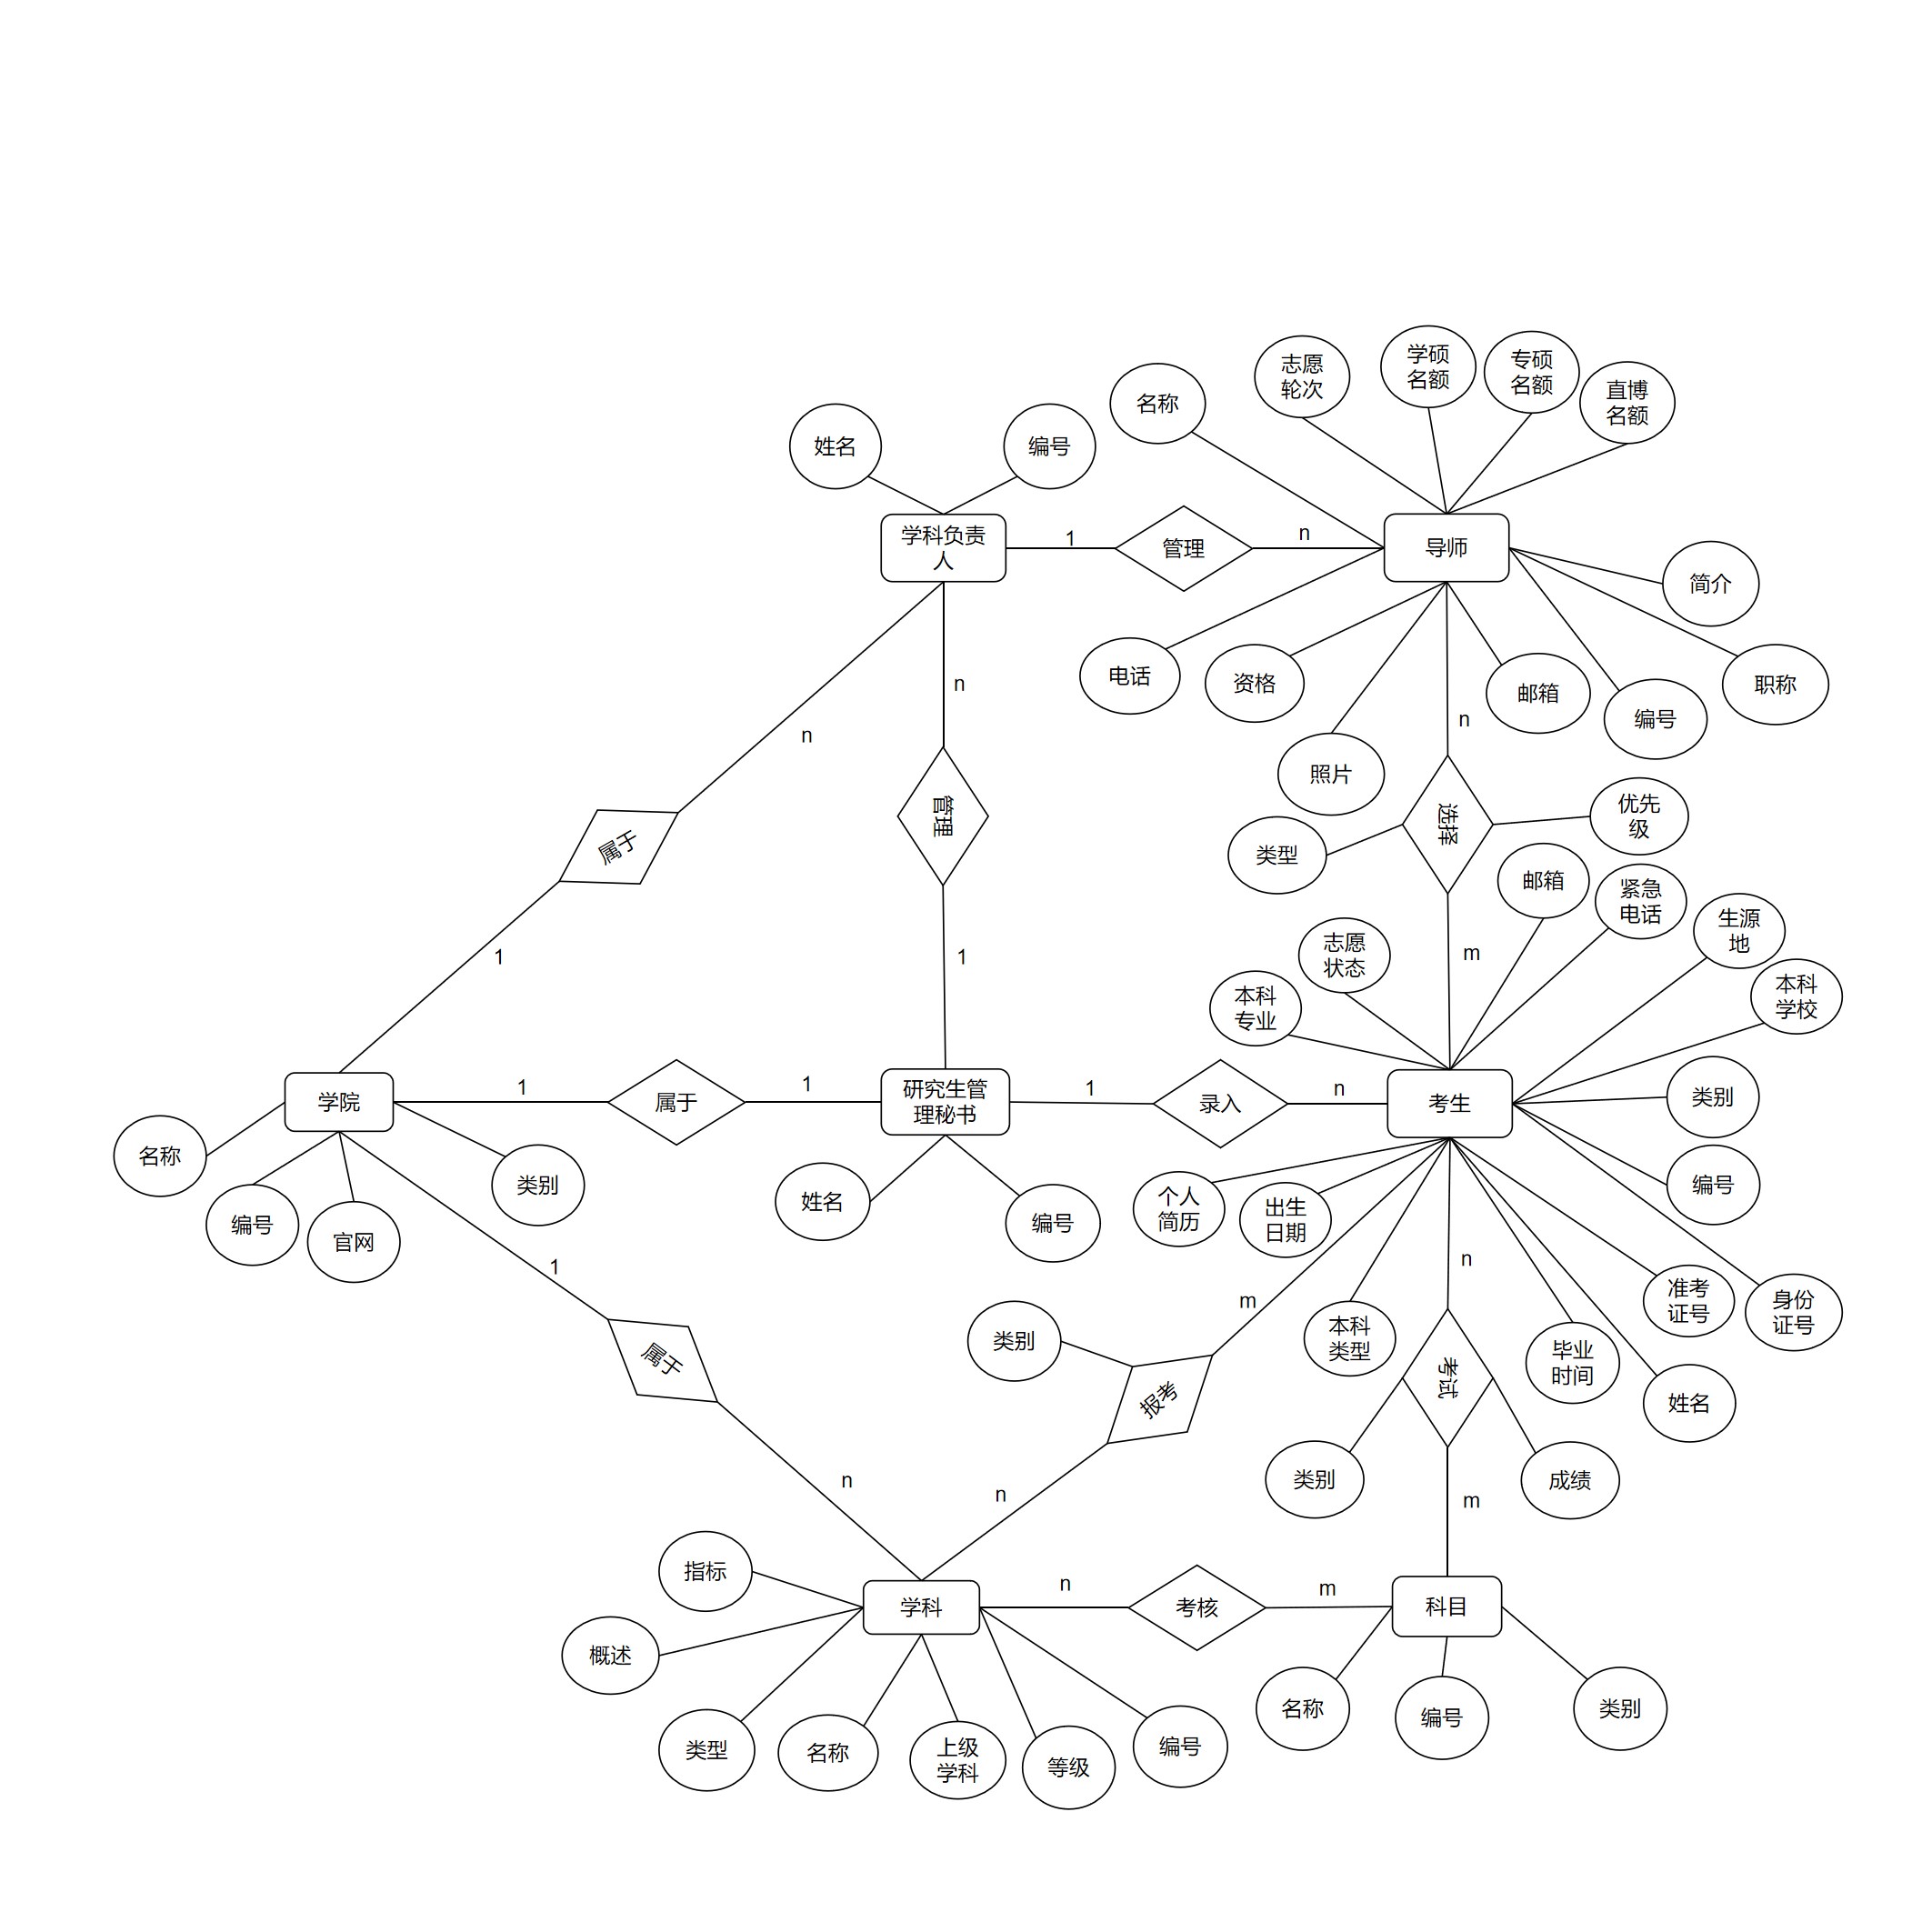 志愿
轮次
学硕
名额
专硕
名额
直博
名额
名称
姓名
编号
学科负责
人
1
管理
n
导师
简介
电话
资格
邮箱
职称
编号
n
n
n
照片
管理
选择
优先
级
类型
属于
邮箱
紧急
电话
生源
地
志愿
状态
1
1
m
本科
专业
本科
学校
学院
1
属于
1
研究生管
理秘书
1
录入
n
考生
类别
名称
编号
官网
类别
姓名
编号
个人
简历
出生
日期
编号
1
n
m
准考
证号
身份
证号
类别
本科
类型
毕业
时间
属于
报考
考试
姓名
n
n
类别
成绩
m
指标
学科
n
考核
m
科目
概述
类型
名称
上级
学科
等级
编号
名称
编号
类别